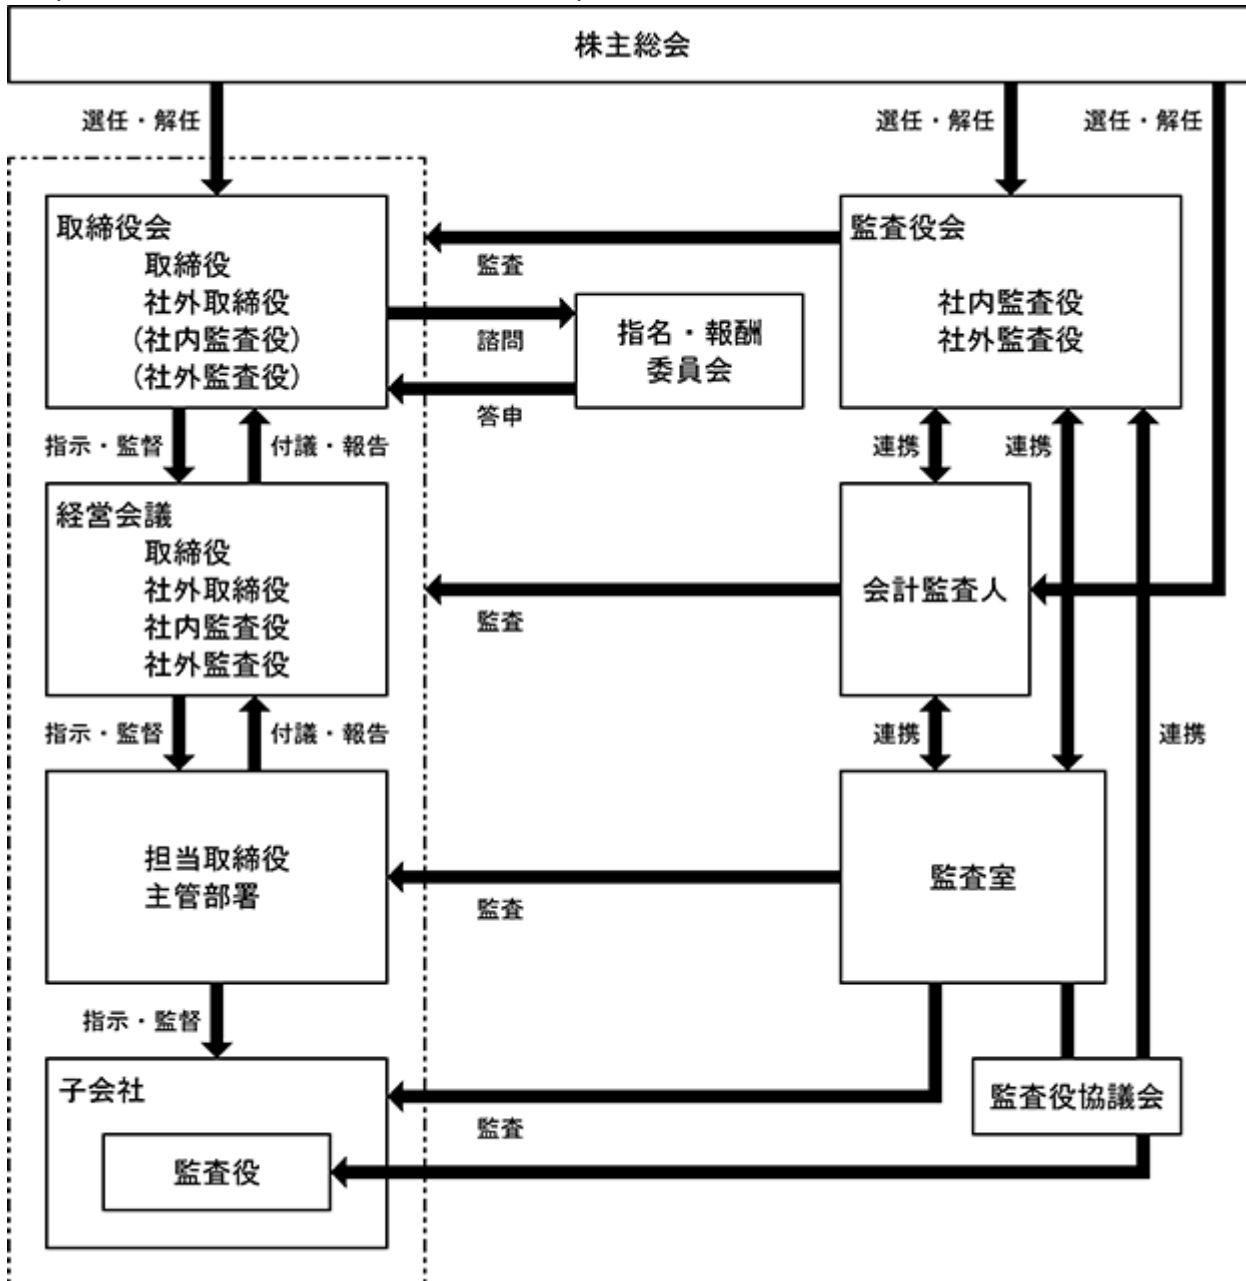 株主総会
選任・解任
選任・解任
選任・解任
取締役会
取締役
社外取締役
(社内監査役)
(社外監査役)
監査
諮問
答申
指名・報酬
委員会
監査役会
社内監査役
社外監査役
指示・監督
付議・報告
連携
連携
経営会議
取締役
社外取締役
社内監査役
社外監査役
監査
会計監査人
指示・監督
付議・報告
連携
連携
担当取締役
主管部署
監査
監査室
指示・監督
子会社
監査役
監査
監査役協議会